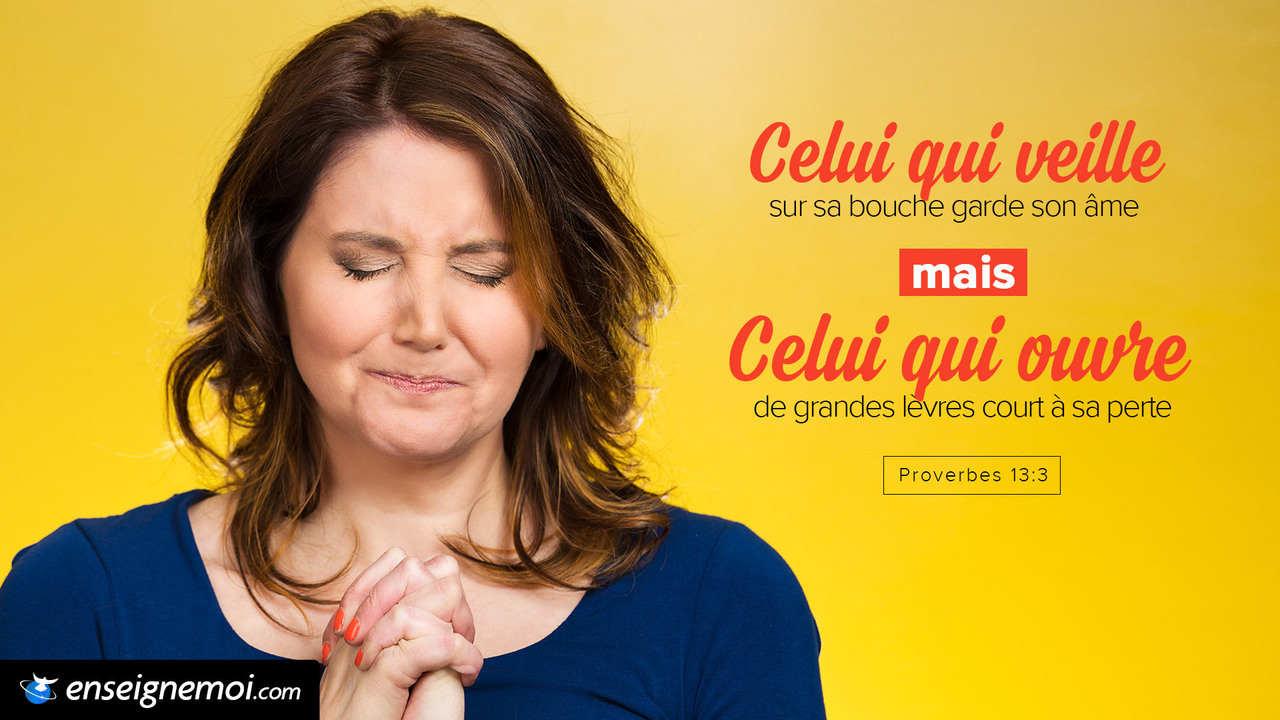 Celui qui veille
sur sa bouche garde son âme
mais
Celui qui ouvre
de grandes lèvres court à sa perte
Proverbes 13:3
enseignemoi.com